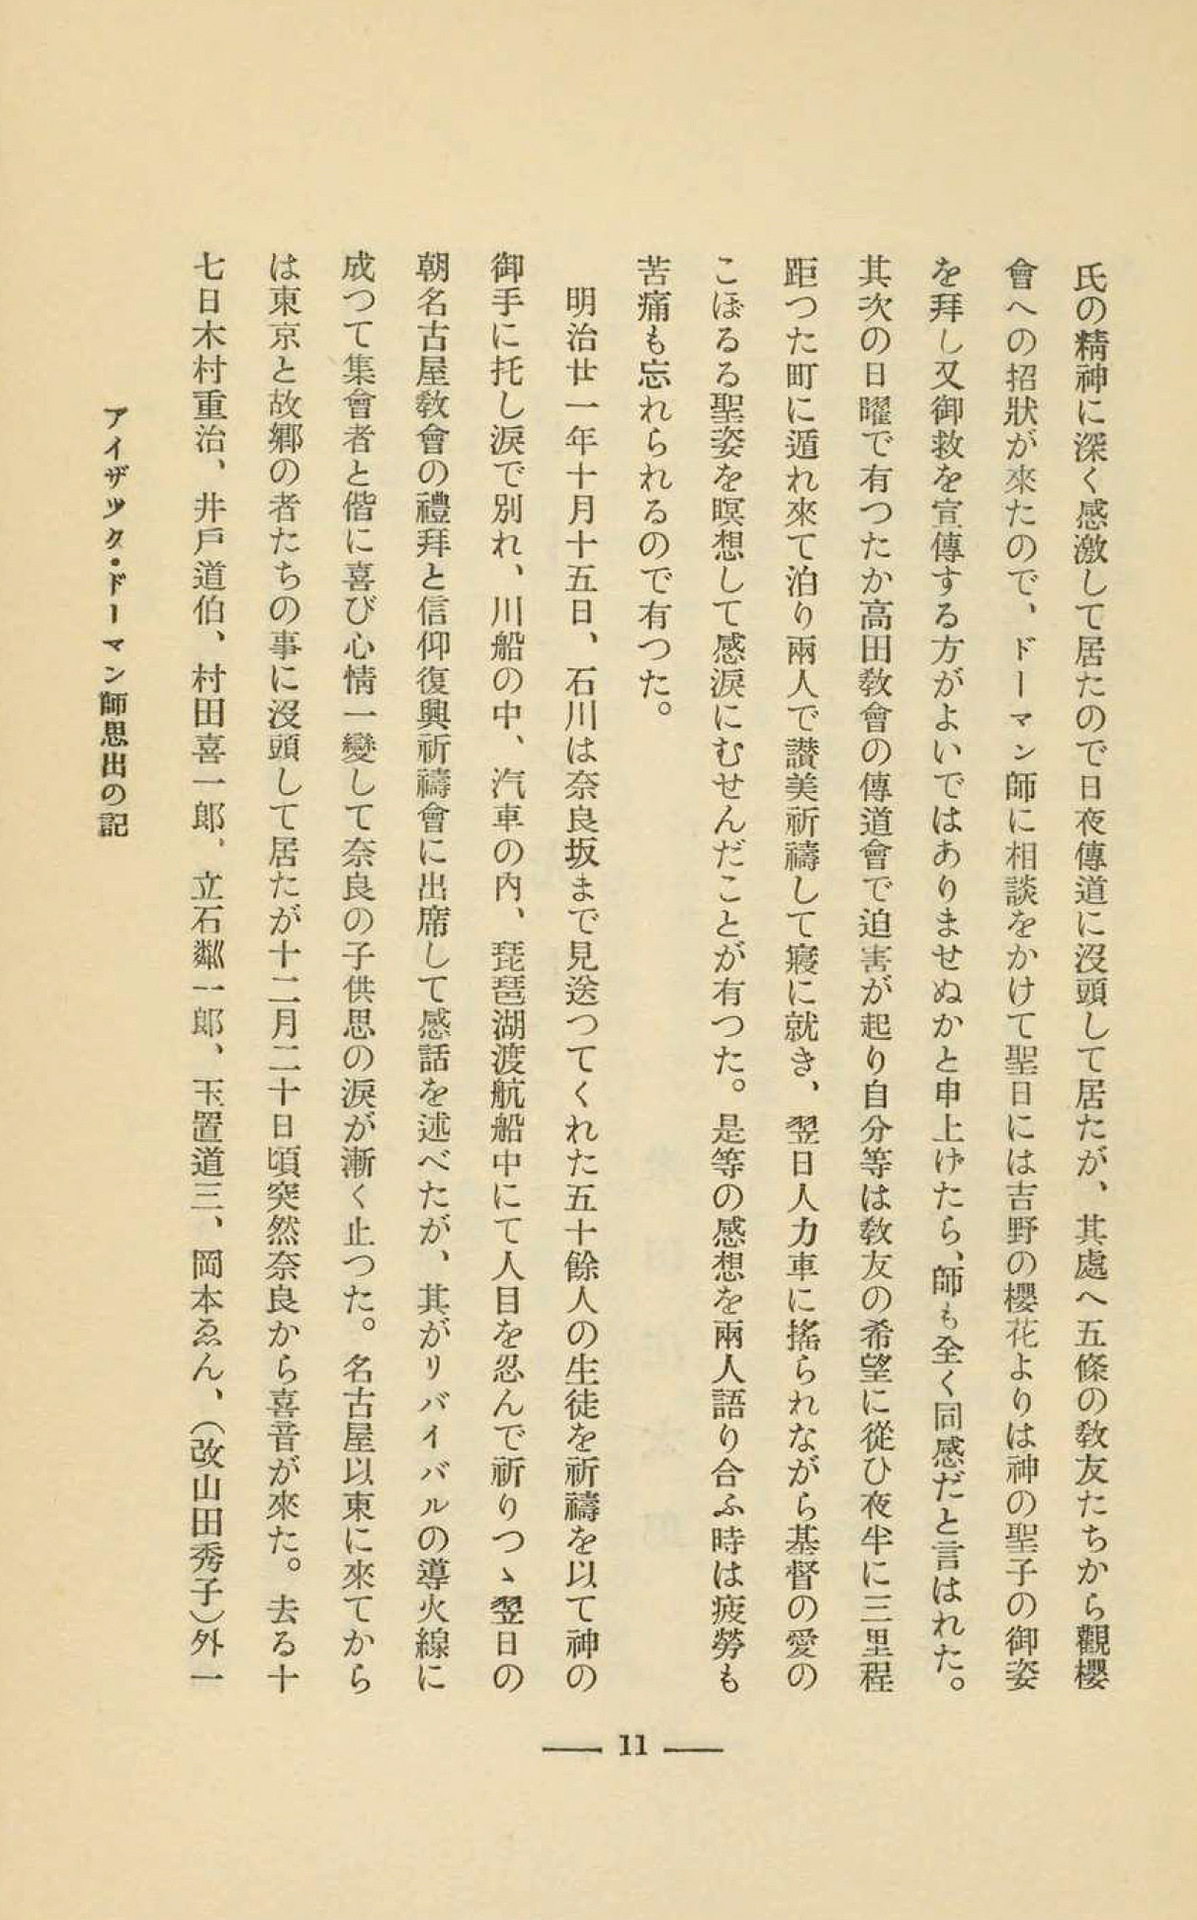 氏の精神に深く感激して居たので日夜傳道に沒頭して居たが、其處へ五條の敎友たちから觀櫻
會への招狀が來たので、ドーマン師に相談をかけて聖日には吉野の櫻花よりは神の聖子の御姿
を拜し又御救を宣傳する方がよいではありませぬかと申上げたら、師も全く同感だと言はれた。
其次の日曜で有つたか高田敎會の傳道會で迫害が起り自分等は敎友の希望に從ひ夜半に三里程
距つた町に遁れ來て泊り兩人で讃美祈禱して寢に就き、翌日人力車に搖られながら基督の愛の
こぼるる聖姿を暝想して感淚にむせんだことが有つた。是等の感想を兩人語り合ふ時は疲勞も
苦痛も忘れられるので有つた。
明治廿一年十月十五日、石川は奈良坂まで見送つてくれた五十餘人の生徒を祈禱を以て神の
御手に托し淚で別れ、川船の中、汽車の内、琵琶湖渡航船中にて人目を忍んで祈りつゝ翌日の
朝名古屋敎會の禮拜と信仰復興祈禱會に出席して感話を述べたが、其がリバイバルの導火線に
成つて集會者と偕に喜び心情一變して奈良の子供思の淚が漸く止つた。名古屋以東に來てから
は東京と故鄕の者たちの事に沒頭して居たが十二月二十日頃突然奈良から喜音が來た。去る十
七日木村重治、井戶道伯、村田喜一郎、立石鄰一郎、玉置道三、岡本ゑん、（改山田秀子）外一
アイザック・ドーマン師思出の記
11